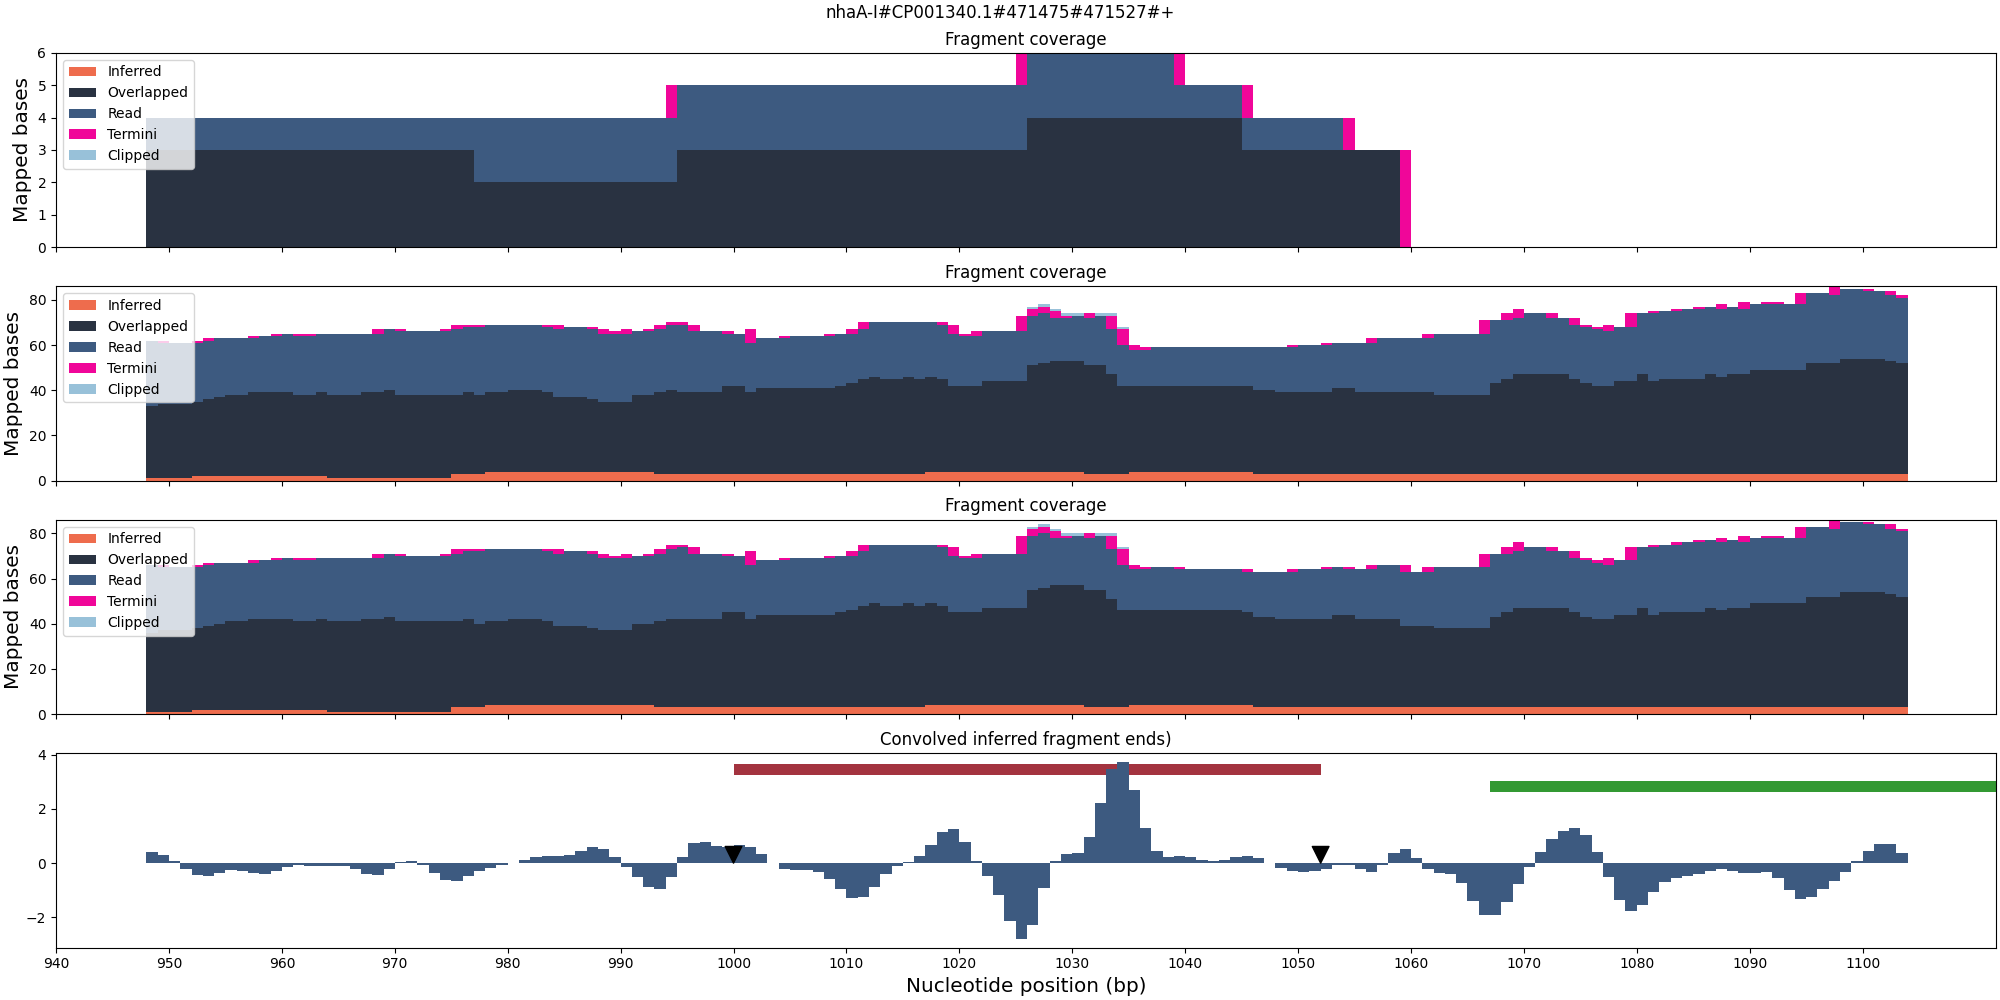 nhaA-I#CP001340.1#471475#471527#+
Fragment coverage
Mapped bases
6
5
4
3
2
1
0
Inferred
Overlapped
Read
Termini
Clipped
Fragment coverage
Mapped bases
80
60
40
20
0
Inferred
Overlapped
Read
Termini
Clipped
Fragment coverage
Mapped bases
80
60
40
20
0
Inferred
Overlapped
Read
Termini
Clipped
Convolved inferred fragment ends)
4
2
0
−2
940 950 960 970 980 990 1000 1010 1020 1030 1040 1050 1060 1070 1080 1090 1100
Nucleotide position (bp)